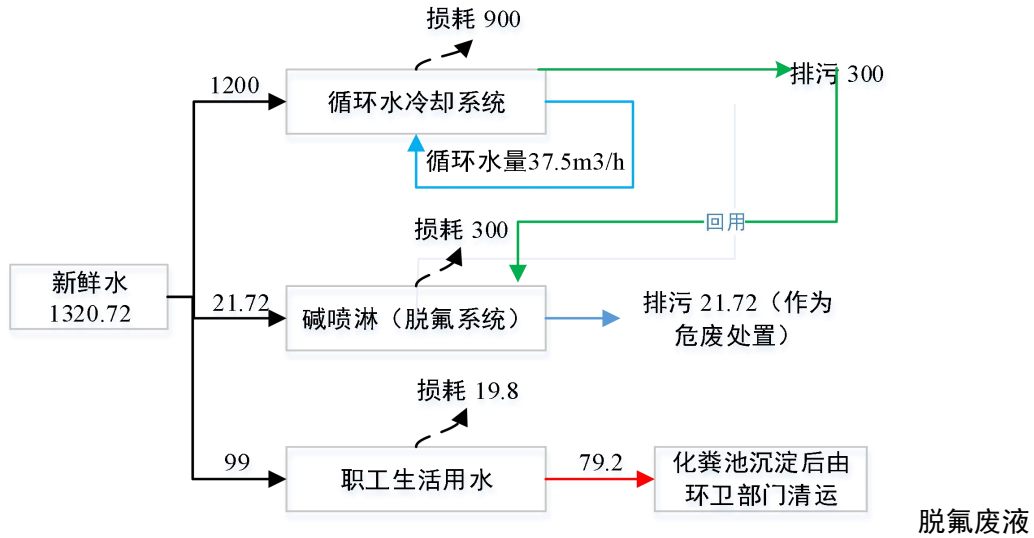 损耗 900
1200
循环水冷却系统
排污 300
循环水量37.5m3/h
回用
损耗 300
新鲜水
1320.72
21.72
碱喷淋（脱氟系统）
排污 21.72（作为
危废处置）
损耗 19.8
99
职工生活用水
79.2
化粪池沉淀后由
环卫部门清运
脱氟废液